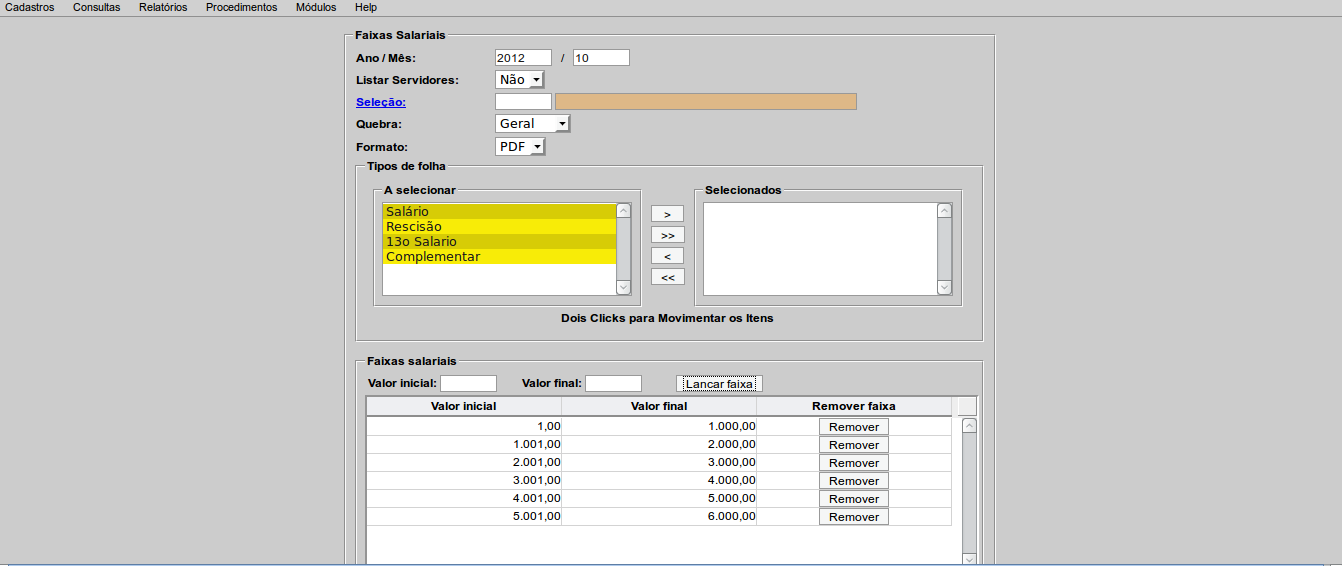 Cadastros Consultas Relatórios Procedimentos Módulos Help
Faixas Salariais
Ano / Mês: 2012 / 10
Listar Servidores: Não
Seleção:
Quebra: Geral
Formato: PDF
Tipos de folha
A selecionar Selecionados
Salário
Rescisão
13o Salario
Complementar
>
>>
<
<<
Dois Clicks para Movimentar os Itens
Faixas salariais
Valor inicial: Valor final: Lancar faixa
Valor inicial Valor final Remover faixa
1,00 1.000,00 Remover
1.001,00 2.000,00 Remover
2.001,00 3.000,00 Remover
3.001,00 4.000,00 Remover
4.001,00 5.000,00 Remover
5.001,00 6.000,00 Remover